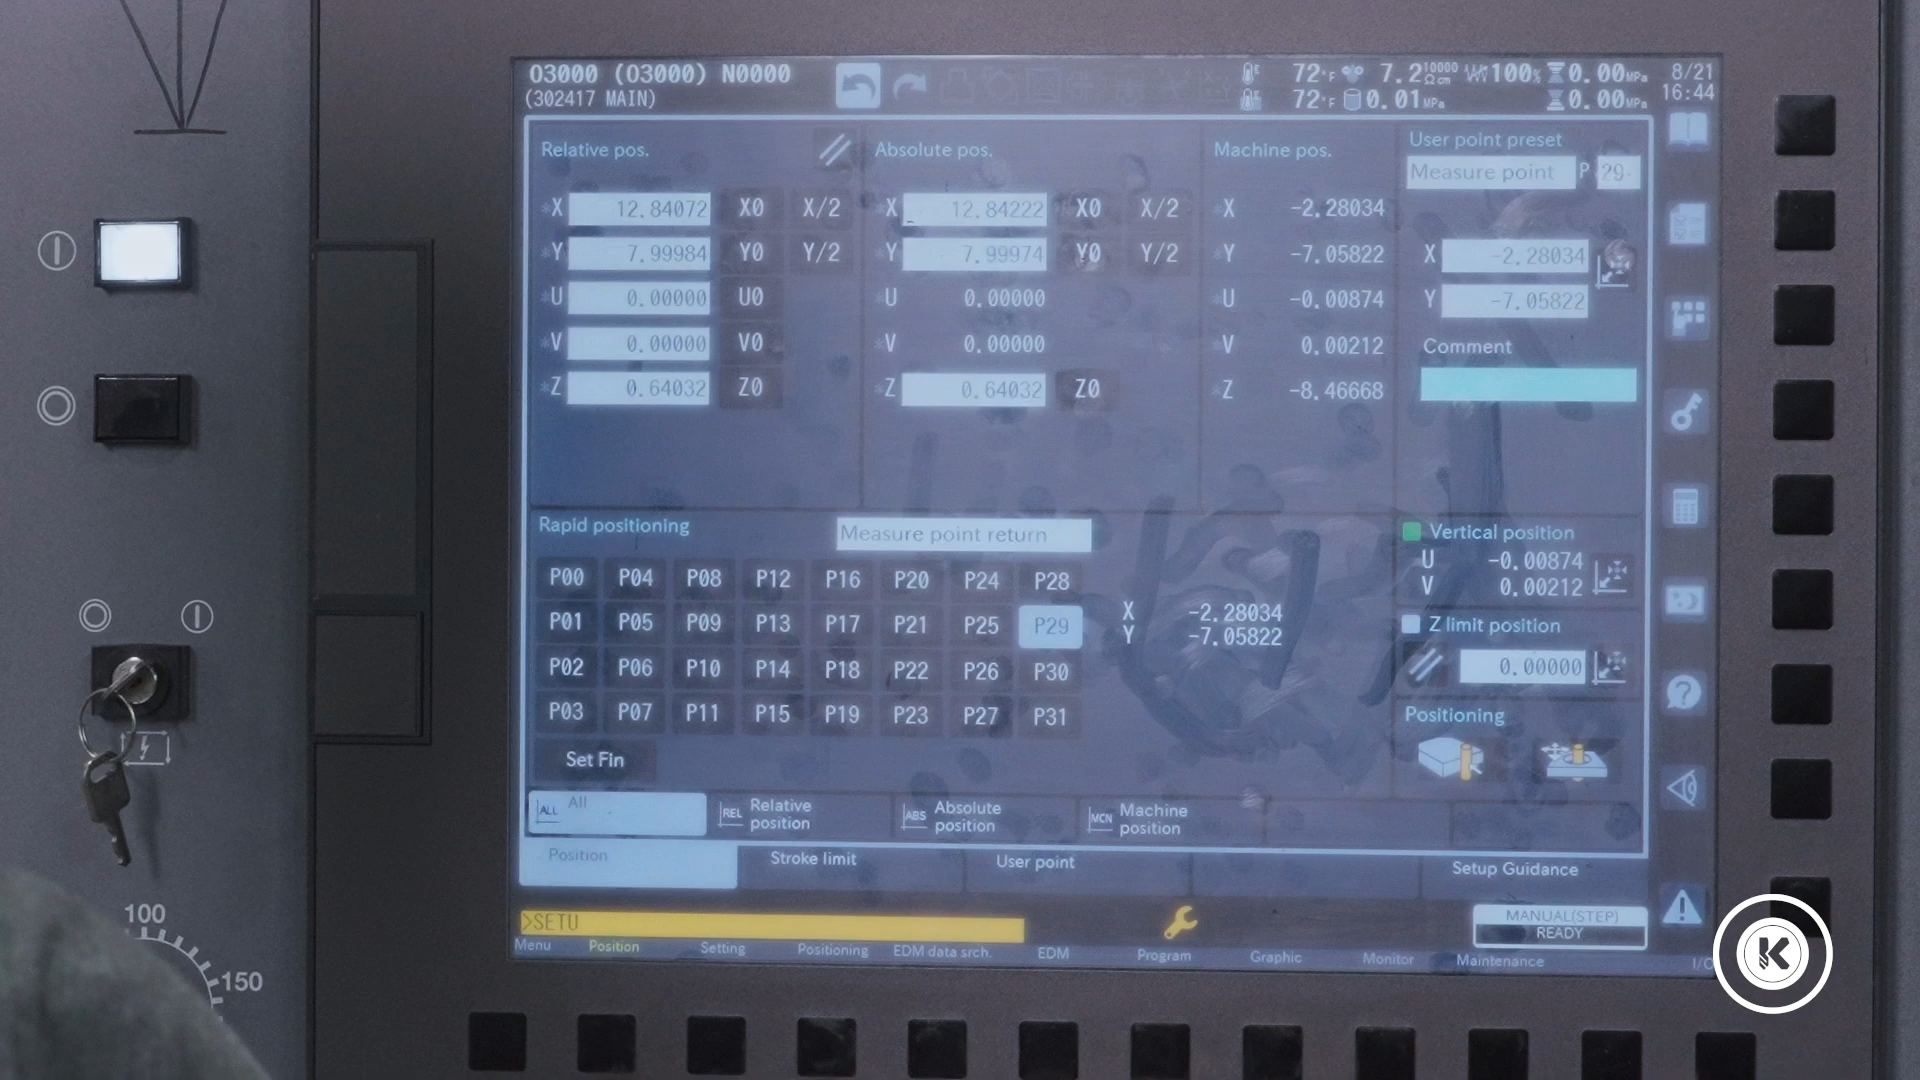 O3000 (O3000) N0000
(302417 MAIN)
72°F 7.2 10000 Ωcm 100% 0.00MPa
72°F 0.01MPa 0.00MPa
8/21
16:44
Relative pos.
*X 12.84072 X0 X/2
*Y 7.99984 Y0 Y/2
*U 0.00000 U0
*V 0.00000 V0
*Z 0.64032 Z0
Absolute pos.
*X 12.84222 X0 X/2
*Y 7.99974 Y0 Y/2
*U 0.00000
*V 0.00000
*Z 0.64032 Z0
Machine pos.
*X -2.28034
*Y -7.05822
*U -0.00874
*V 0.00212
*Z -8.46668
User point preset
Measure point P 29
X -2.28034
Y -7.05822
Comment
Rapid positioning
Measure point return
P00 P04 P08 P12 P16 P20 P24 P28
P01 P05 P09 P13 P17 P21 P25 P29
P02 P06 P10 P14 P18 P22 P26 P30
P03 P07 P11 P15 P19 P23 P27 P31
X -2.28034
Y -7.05822
Set Fin
Vertical position
U -0.00874
V 0.00212
Z limit position
0.00000
Positioning
ALL All
REL Relative position
ABS Absolute position
MCN Machine position
Position Stroke limit User point Setup Guidance
>SETU
MANUAL(STEP)
READY
Menu Position Setting Positioning EDM data srch. EDM Program Graphic Monitor Maintenance I/O
100
150
K